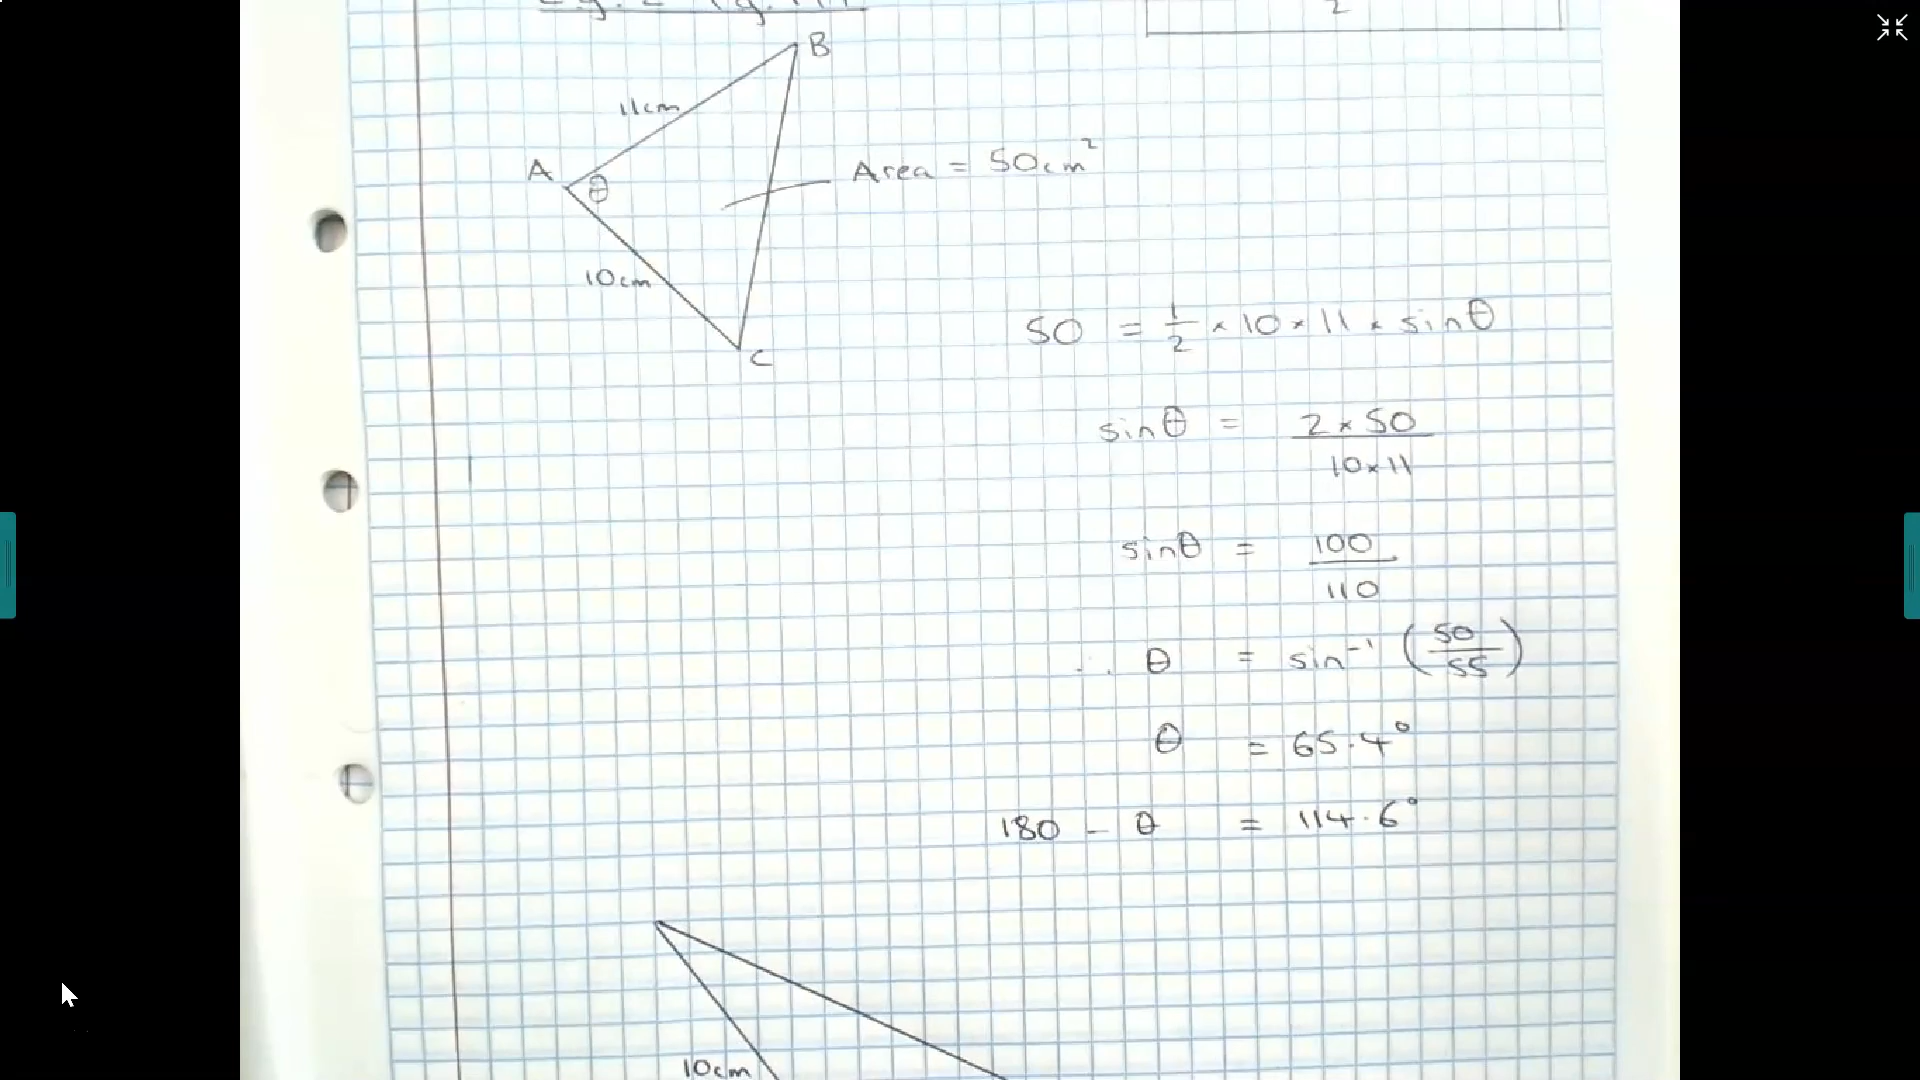 B
11cm
A θ
Area = 50cm²
10cm
C
50 = 1/2 × 10 × 11 × sinθ
sinθ = 2 × 50 / 10×11
sinθ = 100 / 110
∴ θ = sin⁻¹ (50/55)
θ = 65.4°
180 - θ = 114.6°
10cm